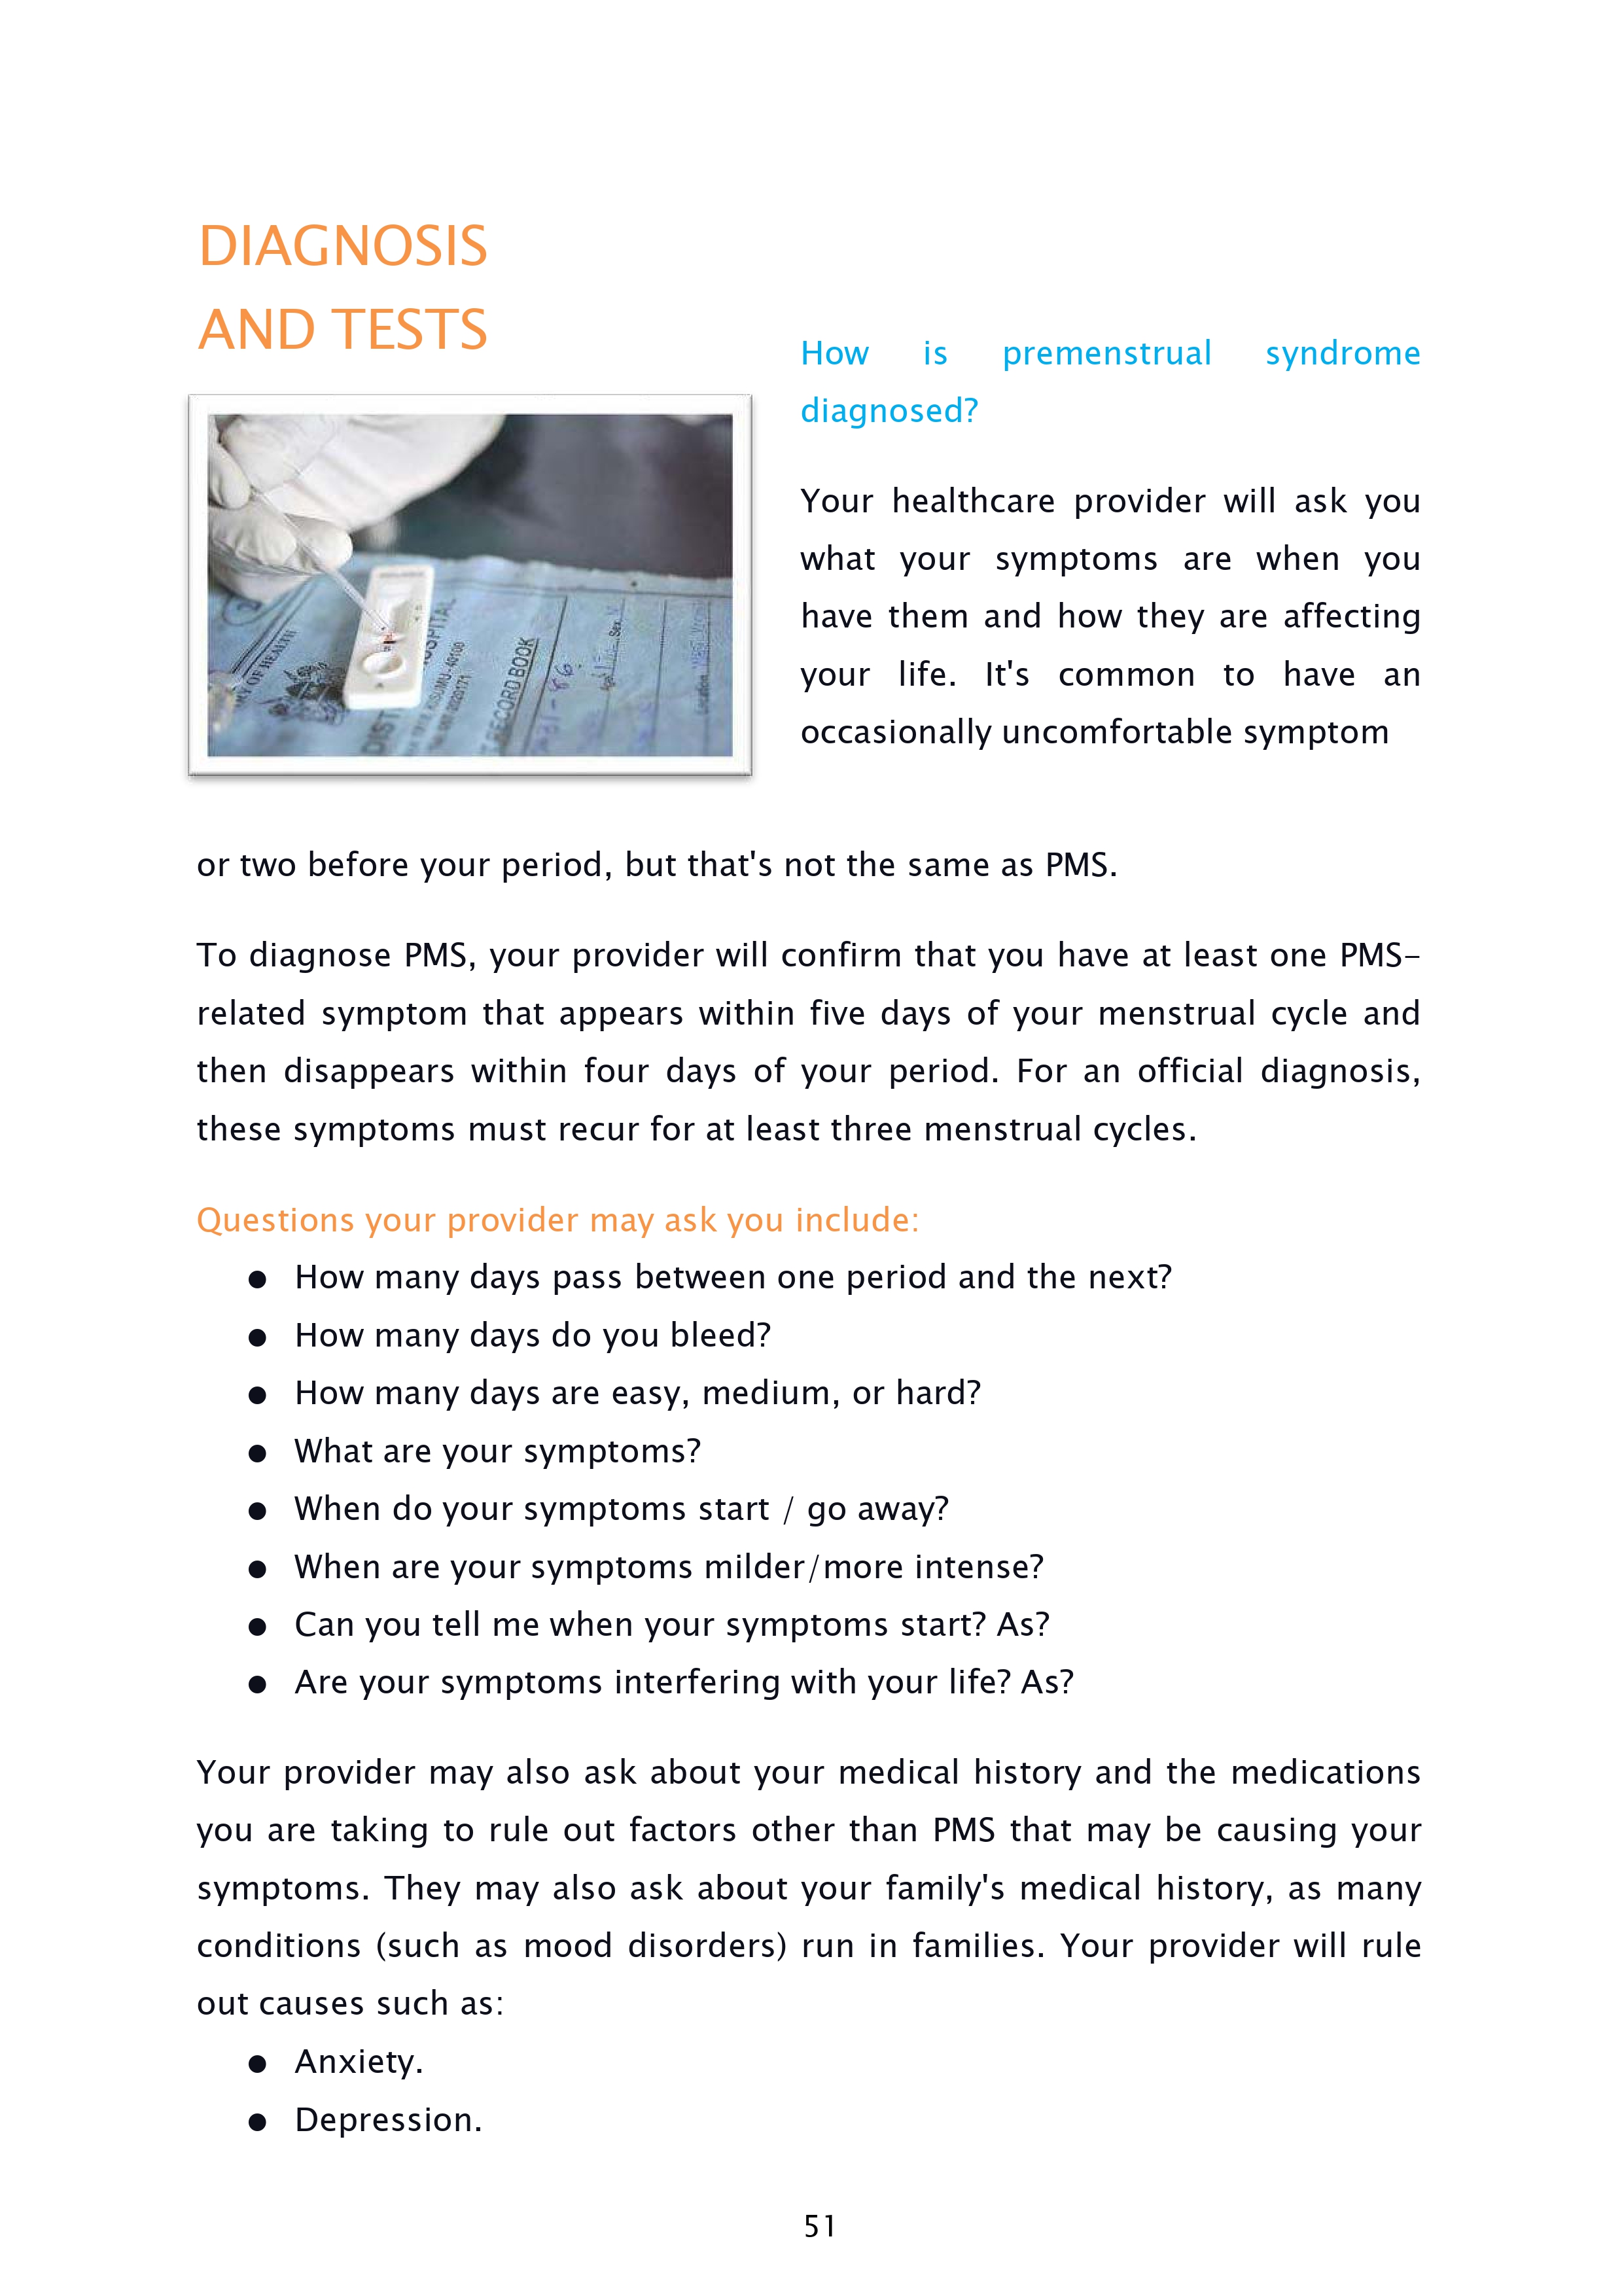 DIAGNOSIS
AND TESTS
How is premenstrual syndrome
diagnosed?
Your healthcare provider will ask you
what your symptoms are when you
have them and how they are affecting
your life. It's common to have an
occasionally uncomfortable symptom
OF HEALTH
KISUMU-40100
RECORD BOOK
Sex
or two before your period, but that's not the same as PMS.
To diagnose PMS, your provider will confirm that you have at least one PMS-
related symptom that appears within five days of your menstrual cycle and
then disappears within four days of your period. For an official diagnosis,
these symptoms must recur for at least three menstrual cycles.
Questions your provider may ask you include:
● How many days pass between one period and the next?
● How many days do you bleed?
● How many days are easy, medium, or hard?
● What are your symptoms?
● When do your symptoms start / go away?
● When are your symptoms milder/more intense?
● Can you tell me when your symptoms start? As?
● Are your symptoms interfering with your life? As?
Your provider may also ask about your medical history and the medications
you are taking to rule out factors other than PMS that may be causing your
symptoms. They may also ask about your family's medical history, as many
conditions (such as mood disorders) run in families. Your provider will rule
out causes such as:
● Anxiety.
● Depression.
51